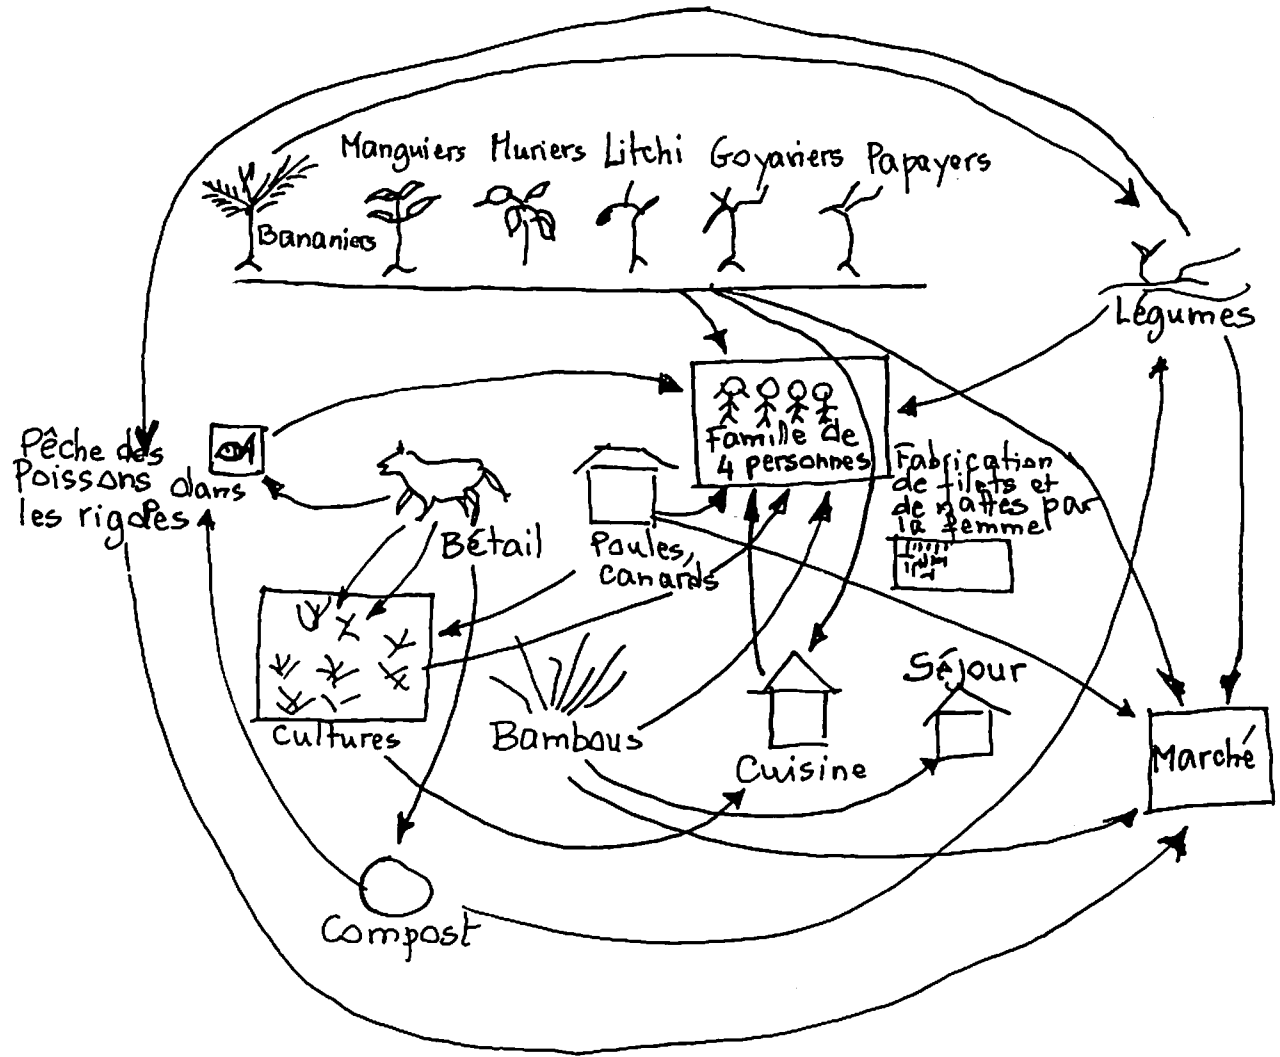 Manguiers Muriers Litchi Goyaviers Papayers
Bananiers
Légumes
Pêche des
Poissons dans
les rigoles
Famille de
4 personnes
Fabrication
de filets et
de nattes par
la femme
Bétail
Poules,
canards
Cultures
Bambous
Cuisine
Séjour
Marché
Compost